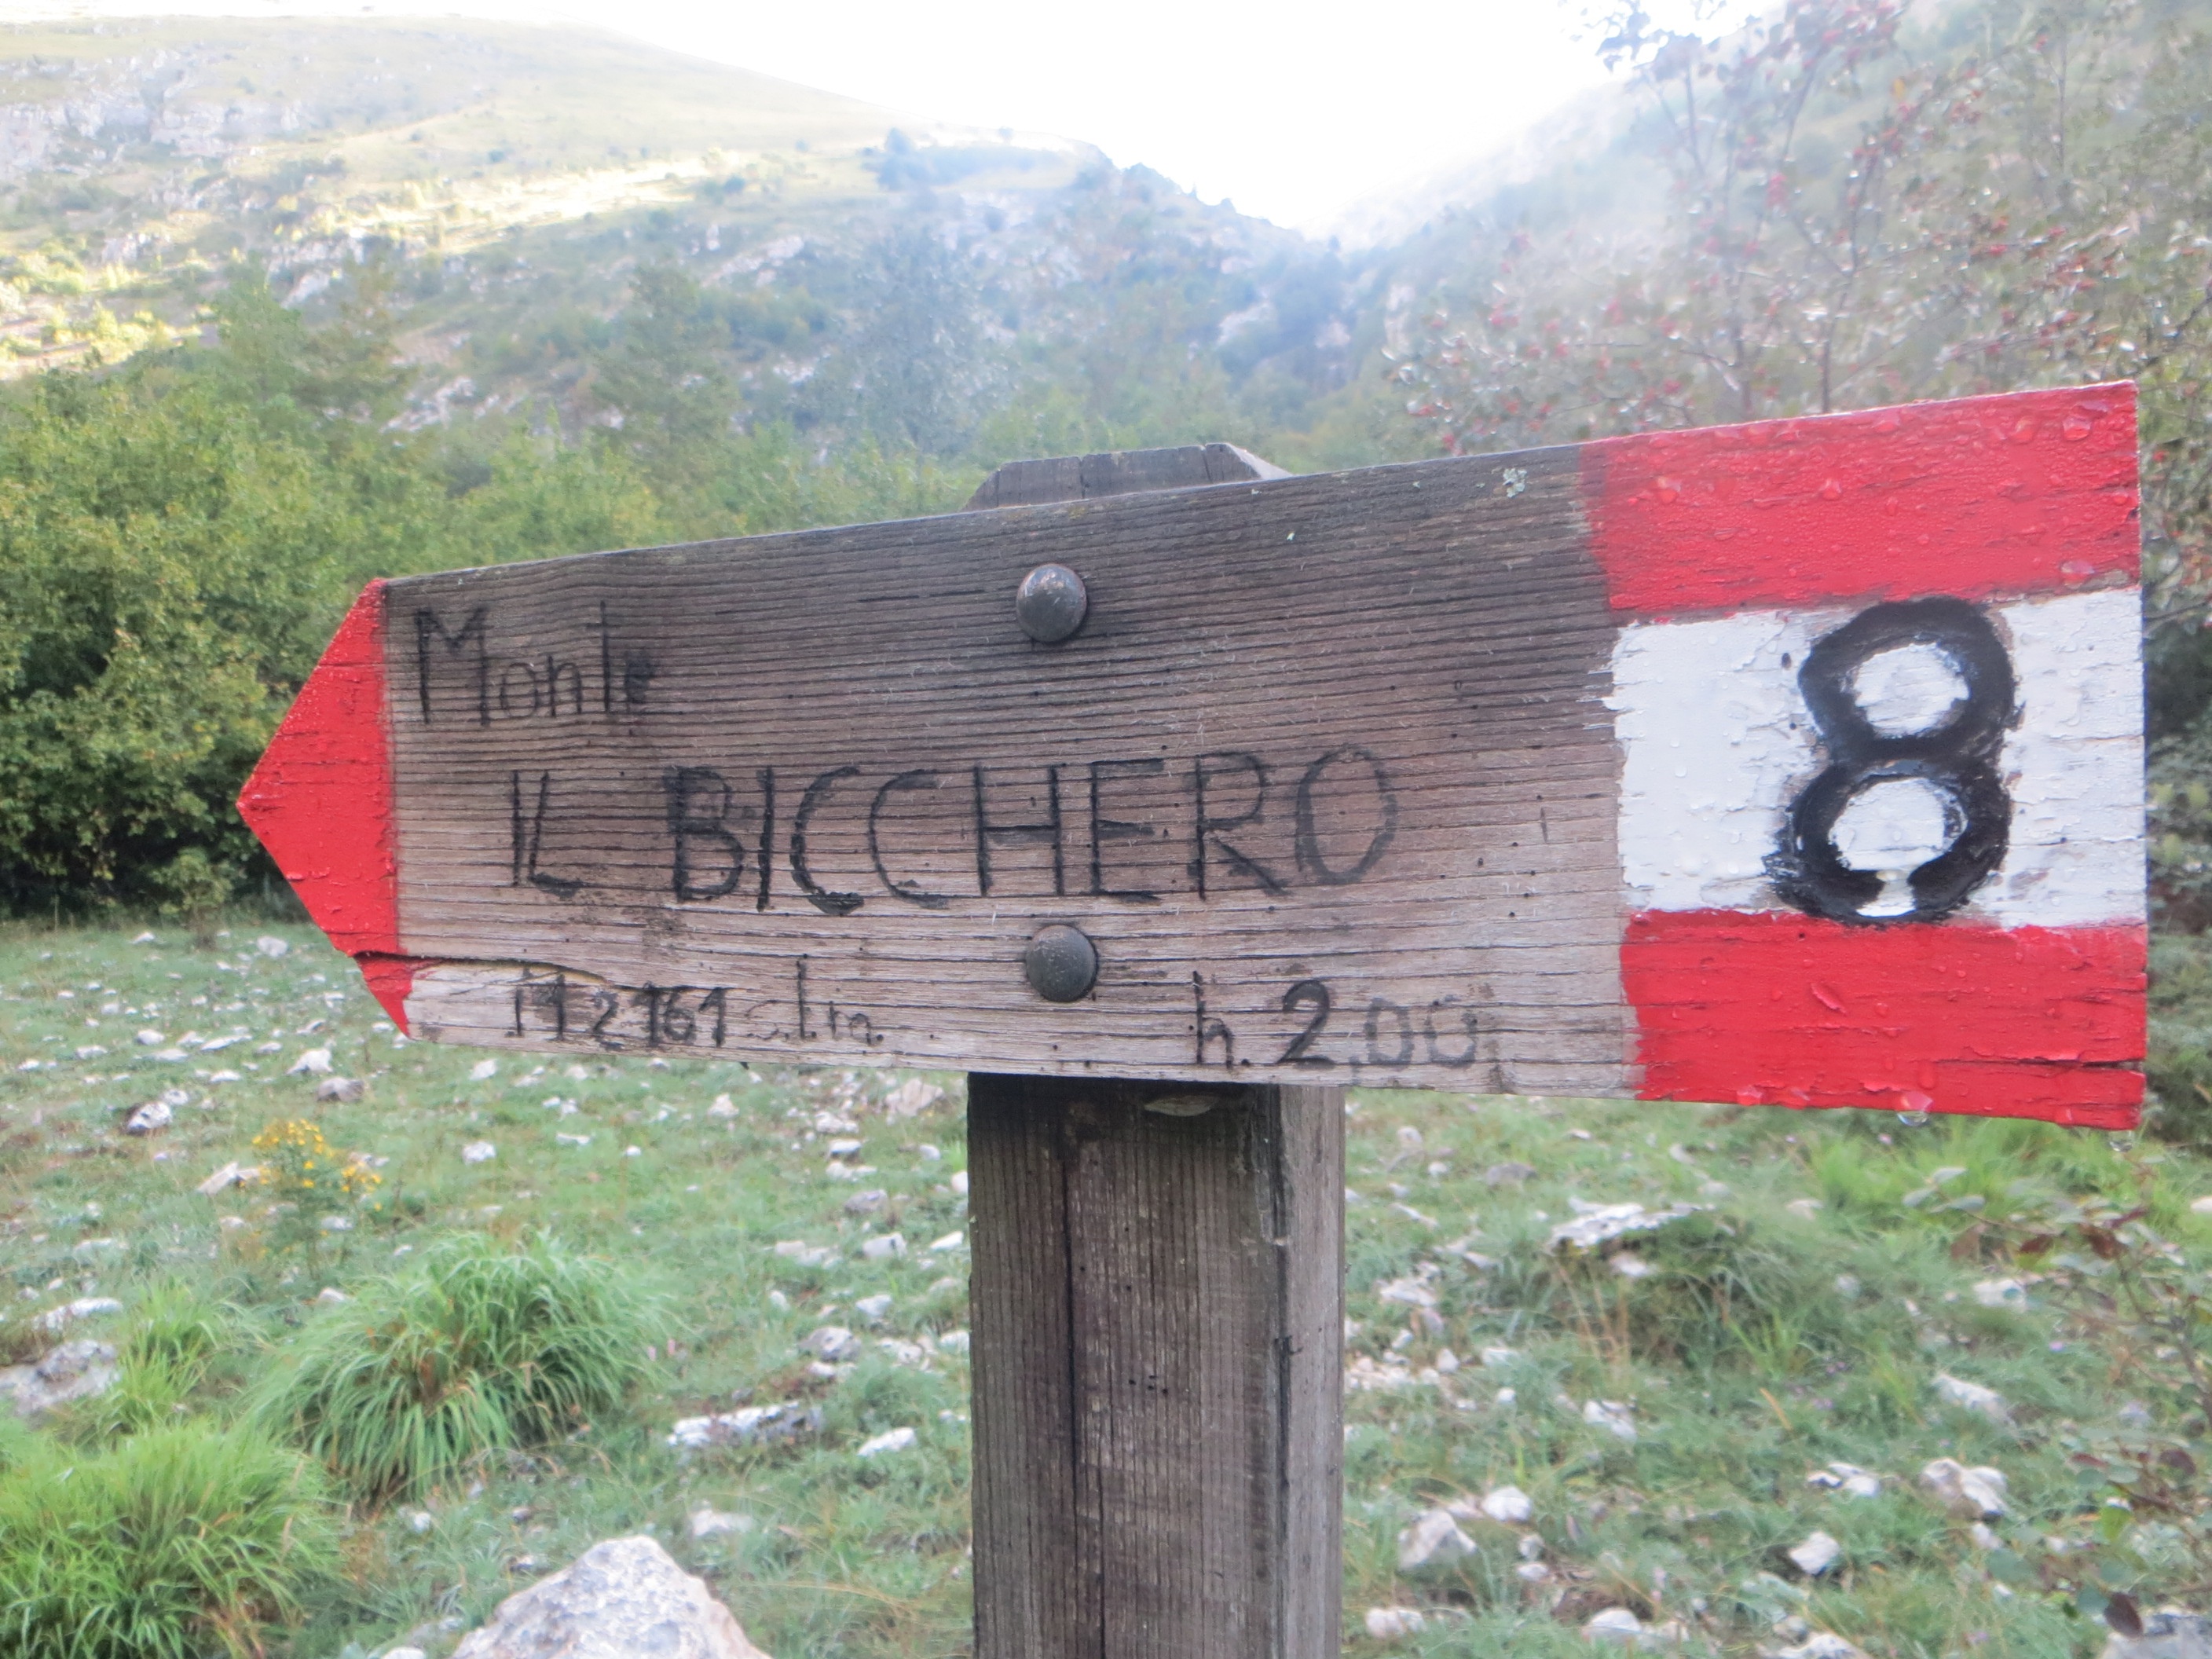 Monte
IL BICCHERO
M 2161 s.l.m. h. 2,00
8